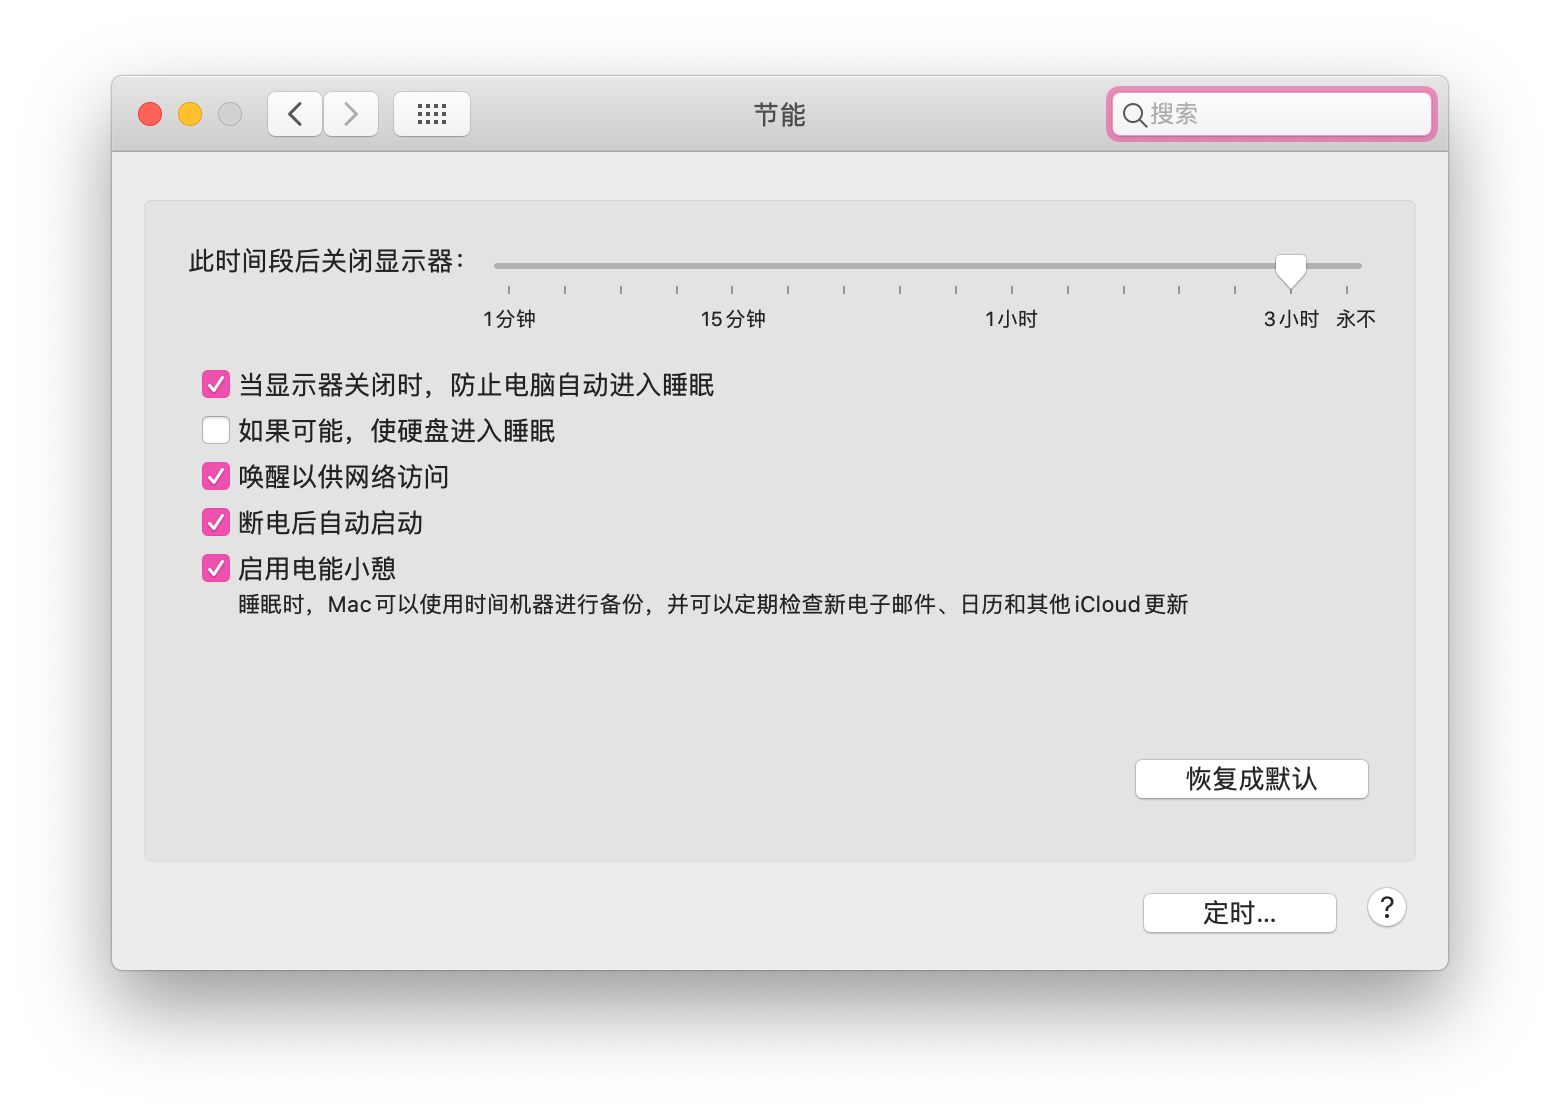 节能
搜索
此时间段后关闭显示器：
1分钟 15分钟 1小时 3小时 永不
当显示器关闭时，防止电脑自动进入睡眠
如果可能，使硬盘进入睡眠
唤醒以供网络访问
断电后自动启动
启用电能小憩
睡眠时，Mac可以使用时间机器进行备份，并可以定期检查新电子邮件、日历和其他iCloud更新
恢复成默认
定时...
?